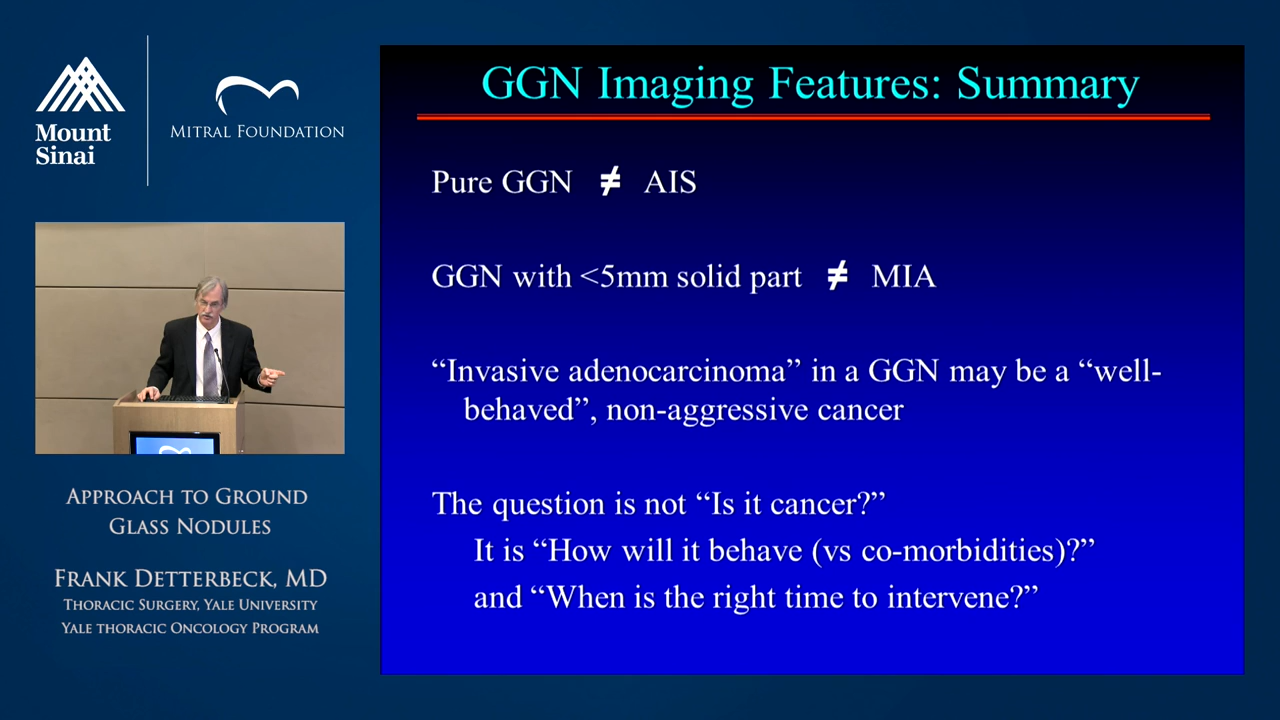 Mount
Sinai
MITRAL FOUNDATION
APPROACH TO GROUND
GLASS NODULES
FRANK DETTERBECK, MD
THORACIC SURGERY, YALE UNIVERSITY
YALE THORACIC ONCOLOGY PROGRAM
GGN Imaging Features: Summary
Pure GGN ≠ AIS
GGN with <5mm solid part ≠ MIA
“Invasive adenocarcinoma” in a GGN may be a “well-
behaved”, non-aggressive cancer
The question is not “Is it cancer?”
It is “How will it behave (vs co-morbidities)?”
and “When is the right time to intervene?”